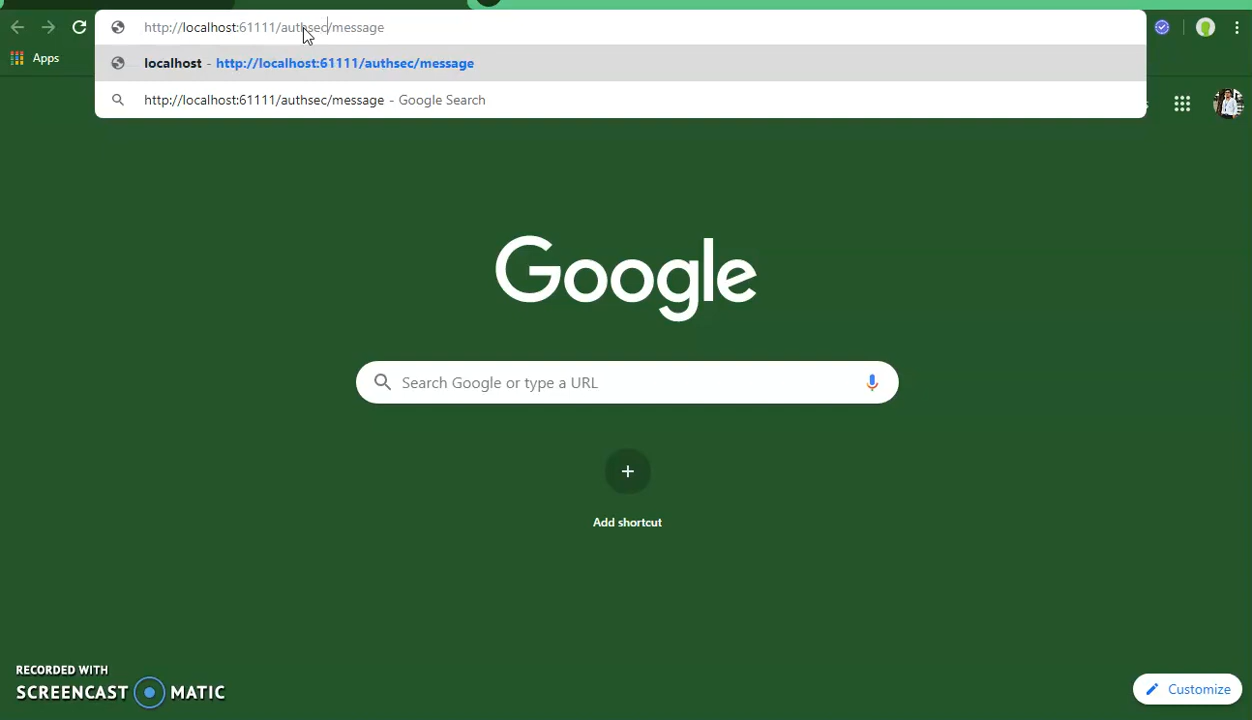 http://localhost:61111/authsec/message
Apps
localhost - http://localhost:61111/authsec/message
http://localhost:61111/authsec/message - Google Search
Google
Search Google or type a URL
Add shortcut
RECORDED WITH
SCREENCAST MATIC
Customize